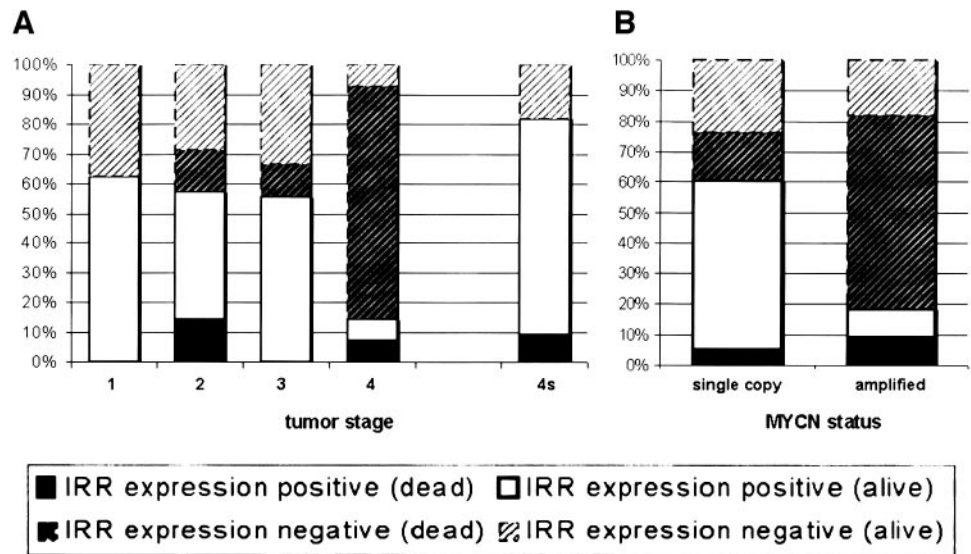 A
100%
90%
80%
70%
60%
50%
40%
30%
20%
10%
0%
1 2 3 4 4s
tumor stage
B
100%
90%
80%
70%
60%
50%
40%
30%
20%
10%
0%
single copy amplified
MYCN status
IRR expression positive (dead) IRR expression positive (alive)
IRR expression negative (dead) IRR expression negative (alive)